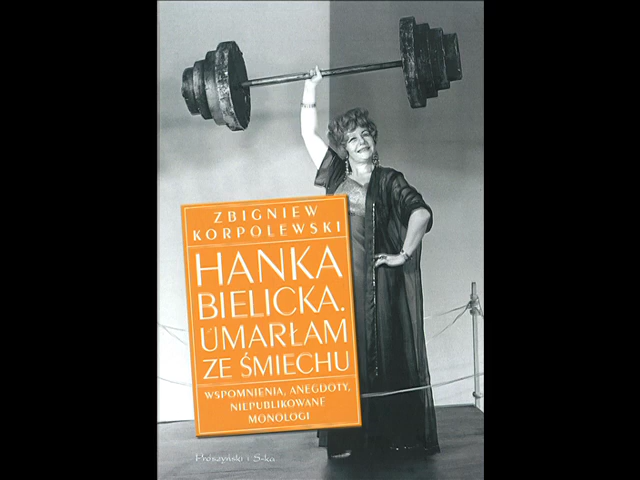 ZBIGNIEW
KORPOLEWSKI
HANKA
BIELICKA.
UMARŁAM
ZE ŚMIECHU
WSPOMNIENIA, ANEGDOTY,
NIEPUBLIKOWANE
MONOLOGI
Prószyński i S-ka